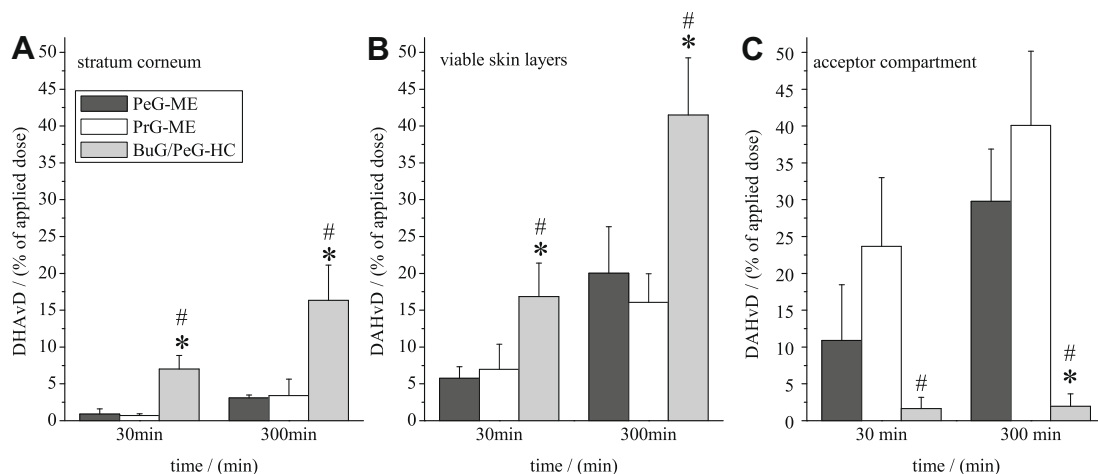 A
stratum corneum
PeG-ME
PrG-ME
BuG/PeG-HC
DHAvD / (% of applied dose)
50
45
40
35
30
25
20
15
10
5
0
#
*
#
*
30min
300min
time / (min)
B
viable skin layers
DAHvD / (% of applied dose)
50
45
40
35
30
25
20
15
10
5
0
#
*
#
*
30min
300min
time / (min)
C
acceptor compartment
DAHvD / (% of applied dose)
50
45
40
35
30
25
20
15
10
5
0
#
#
*
30 min
300 min
time / (min)